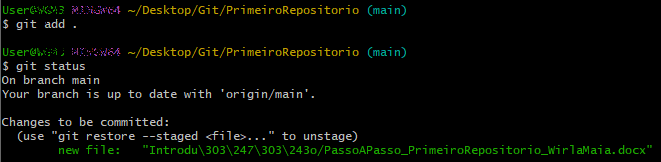 ~/Desktop/Git/PrimeiroRepositorio (main)
$ git add .
~/Desktop/Git/PrimeiroRepositorio (main)
$ git status
On branch main
Your branch is up to date with 'origin/main'.
Changes to be committed:
(use "git restore --staged <file>..." to unstage)
new file:   "Introdu\303\247\303\243o/PassoAPasso_PrimeiroRepositorio_WirlaMaia.docx"